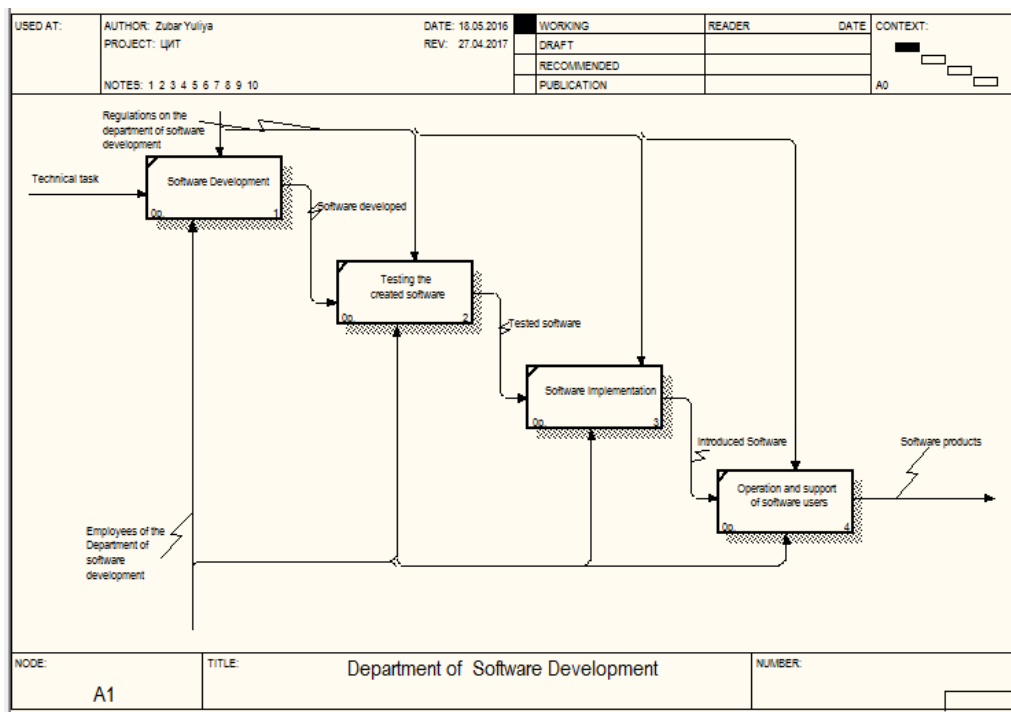 USED AT:
AUTHOR: Zubar Yuliya
DATE: 18.05.2016
PROJECT: ЦИТ
REV: 27.04.2017
NOTES: 1 2 3 4 5 6 7 8 9 10
WORKING
DRAFT
RECOMMENDED
PUBLICATION
READER
DATE
CONTEXT:
A0
Regulations on the
department of software
development
Technical task
Software Development
0р.
1
Software developed
Testing the
created software
0р.
2
Tested software
Software Implementation
0р.
3
Introduced Software
Software products
Operation and support
of software users
0р.
4
Employees of the
Department of
software
development
NODE:
A1
TITLE:
Department of Software Development
NUMBER: